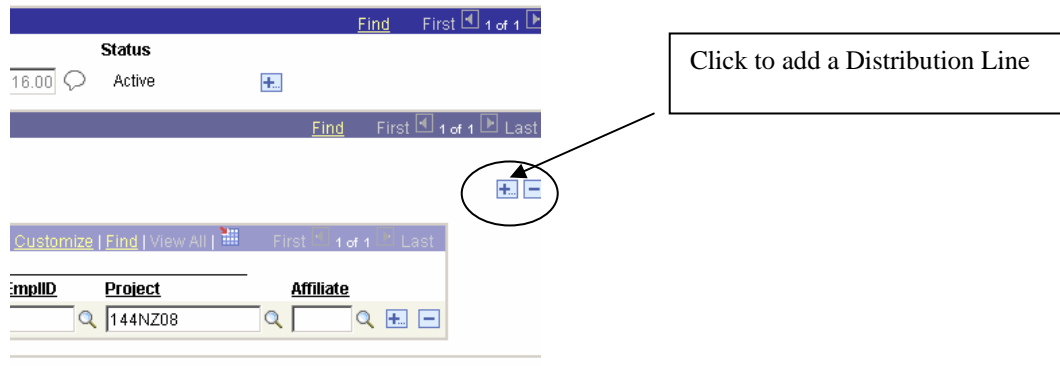 Find First 1 of 1
Status
16.00 Active
Click to add a Distribution Line
Find First 1 of 1 Last
Customize | Find | View All | First 1 of 1 Last
EmplID Project Affiliate
144NZ08